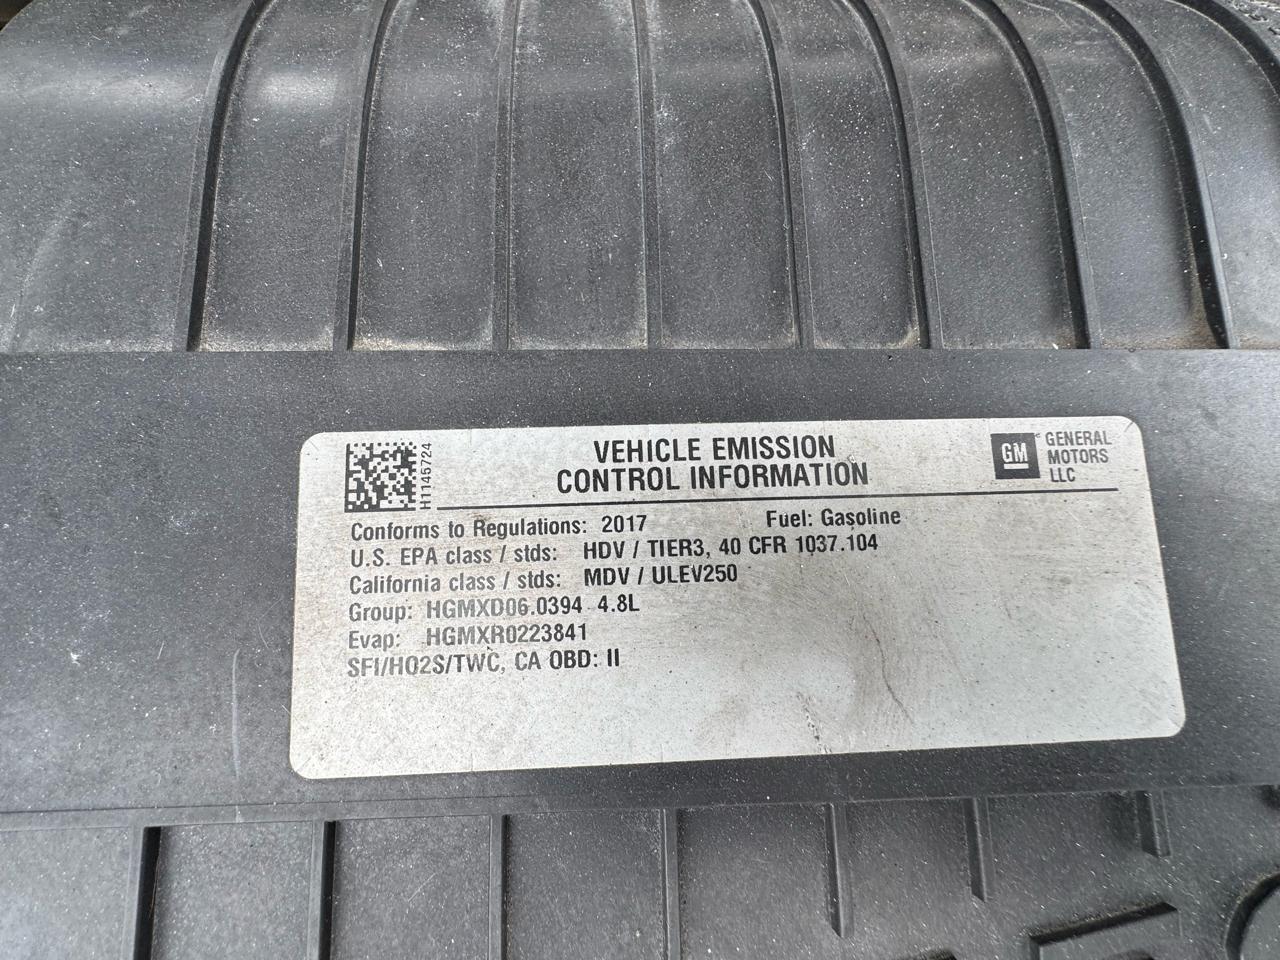 H1146724
VEHICLE EMISSION
CONTROL INFORMATION
GM
GENERAL
MOTORS
LLC
Conforms to Regulations: 2017 Fuel: Gasoline
U.S. EPA class / stds: HDV / TIER3, 40 CFR 1037.104
California class / stds: MDV / ULEV250
Group: HGMXD06.0394 4.8L
Evap: HGMXR0223841
SFI/HO2S/TWC, CA OBD: II